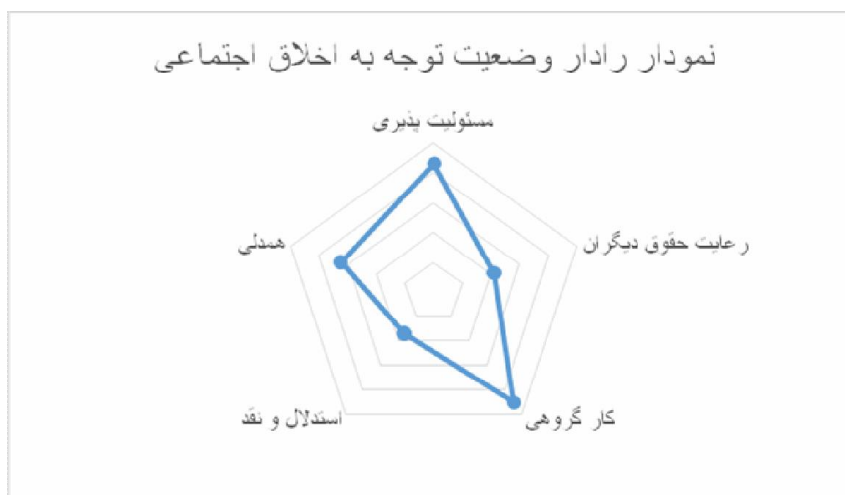 نمودار رادار وضعیت توجه به اخلاق اجتماعی
مسئولیت پذیری
رعایت حقوق دیگران
کار گروهی
استدلال و نقد
همدلی